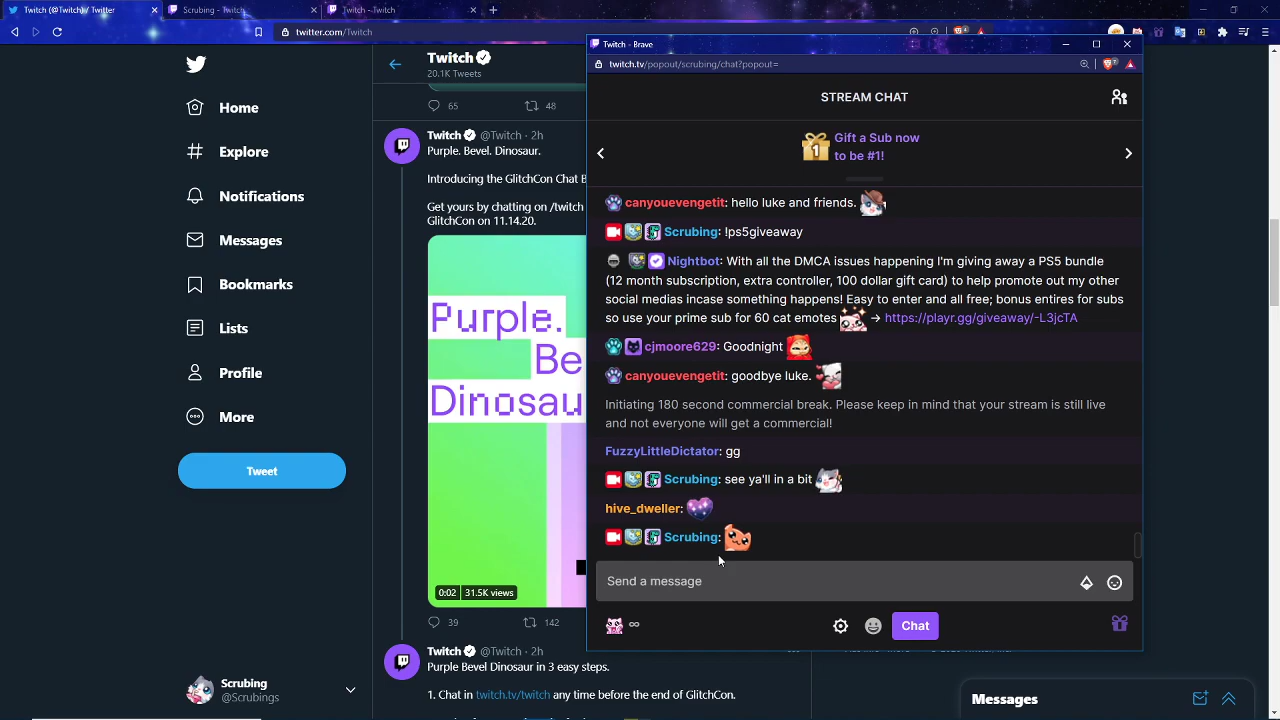 Twitch (@Twitch) / Twitter
Scrubing - Twitch
Twitch - Twitch
twitter.com/Twitch
Home
Explore
Notifications
Messages
Bookmarks
Lists
Profile
More
Tweet
Scrubing
@Scrubings
Twitch
20.1K Tweets
65 48
Twitch @Twitch · 2h
Purple. Bevel. Dinosaur.
Introducing the GlitchCon Chat B
Get yours by chatting on /twitch
GlitchCon on 11.14.20.
Purple.
Be
Dinosau
0:02 31.5K views
39 142
Twitch @Twitch · 2h
Purple Bevel Dinosaur in 3 easy steps.
1. Chat in twitch.tv/twitch any time before the end of GlitchCon.
Twitch - Brave
twitch.tv/popout/scrubing/chat?popout=
STREAM CHAT
1
Gift a Sub now
to be #1!
canyouevengetit: hello luke and friends.
Scrubing: !ps5giveaway
Nightbot: With all the DMCA issues happening I'm giving away a PS5 bundle
(12 month subscription, extra controller, 100 dollar gift card) to help promote out my other
social medias incase something happens! Easy to enter and all free; bonus entires for subs
so use your prime sub for 60 cat emotes → https://playr.gg/giveaway/-L3jcTA
cjmoore629: Goodnight
canyouevengetit: goodbye luke.
Initiating 180 second commercial break. Please keep in mind that your stream is still live
and not everyone will get a commercial!
FuzzyLittleDictator: gg
Scrubing: see ya'll in a bit
hive_dweller:
Scrubing:
Send a message
∞
Chat
Messages